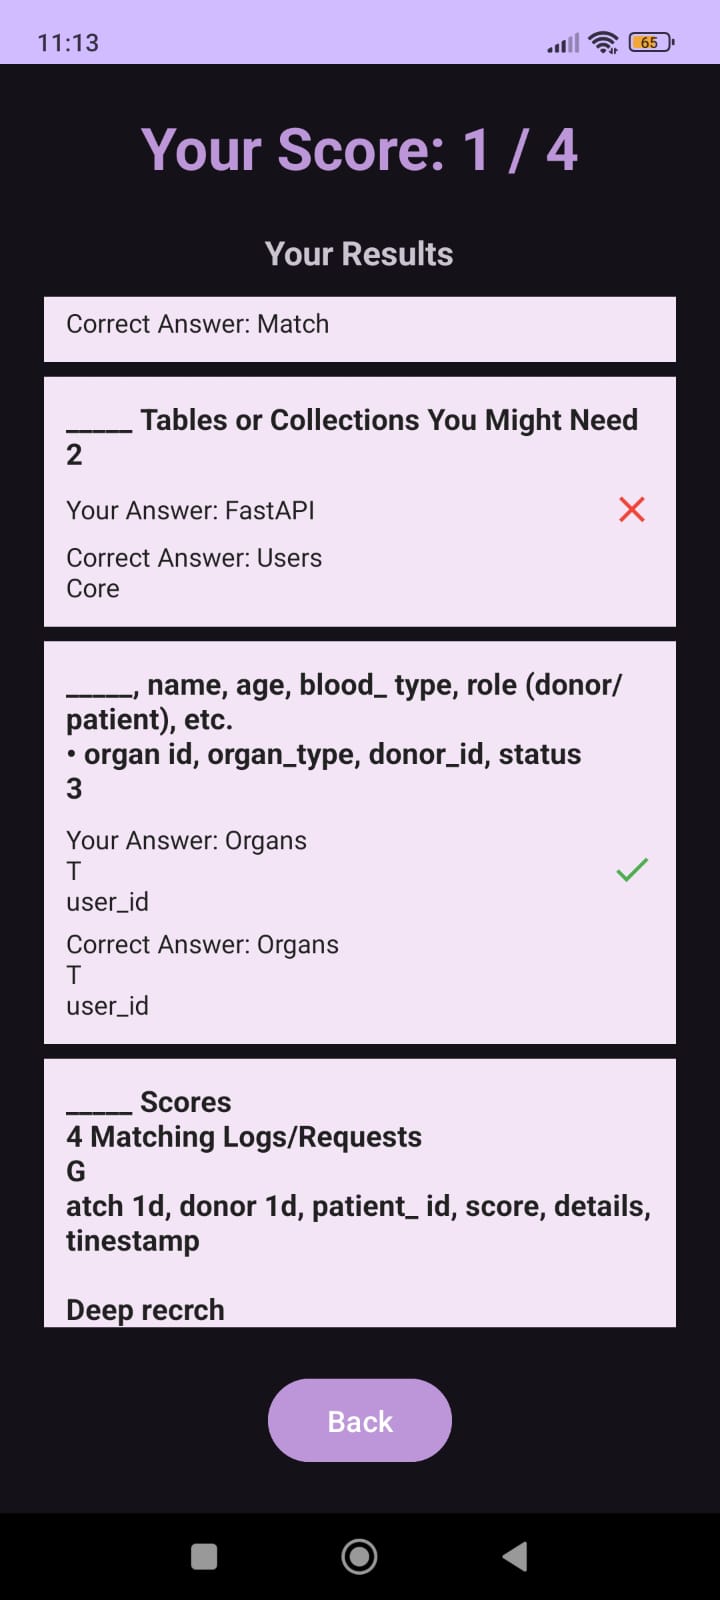 11:13
65
Your Score: 1 / 4
Your Results
Correct Answer: Match
_____ Tables or Collections You Might Need
2
Your Answer: FastAPI
Correct Answer: Users
Core
_____, name, age, blood_ type, role (donor/
patient), etc.
• organ id, organ_type, donor_id, status
3
Your Answer: Organs
T
user_id
Correct Answer: Organs
T
user_id
_____ Scores
4 Matching Logs/Requests
G
atch 1d, donor 1d, patient_ id, score, details,
tinestamp
Deep recrch
Back